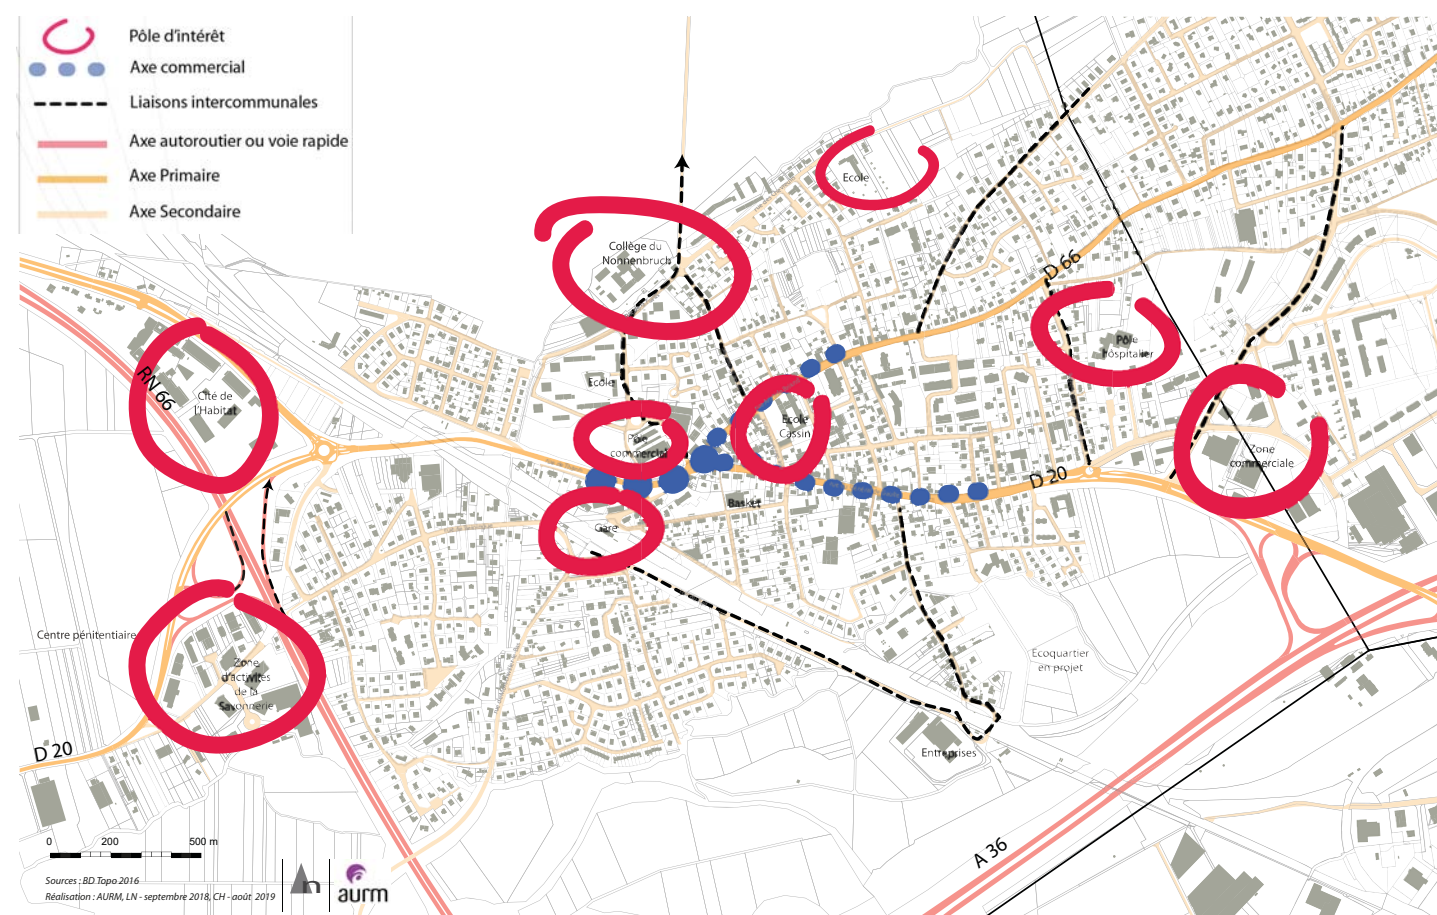 Pôle d'intérêt
Axe commercial
Liaisons intercommunales
Axe autoroutier ou voie rapide
Axe Primaire
Axe Secondaire
Ecole
Collège du
Nonnenbruch
D 66
Pôle
hospitalier
RN 66
Cité de
l'Habitat
Ecole
Ecole
Cassin
Pôle
commercial
Zone
commerciale
D 20
Basket
Gare
Centre pénitentiaire
Ecoquartier
en projet
Zone
d'activités
de la
Savonnerie
D 20
Entreprises
A 36
0 200 500 m
Sources : BD Topo 2016
Réalisation : AURM, LN - septembre 2018, CH - août 2019
n
aurm